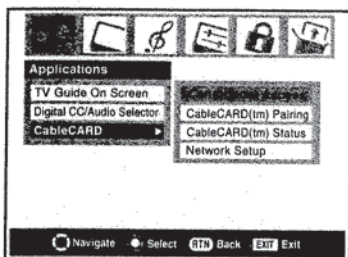 Applications
TV Guide On Screen
Digital CC/Audio Selector
CableCARD
CableCARD(tm) Pairing
CableCARD(tm) Status
Network Setup
Navigate Select RTN Back EXIT Exit